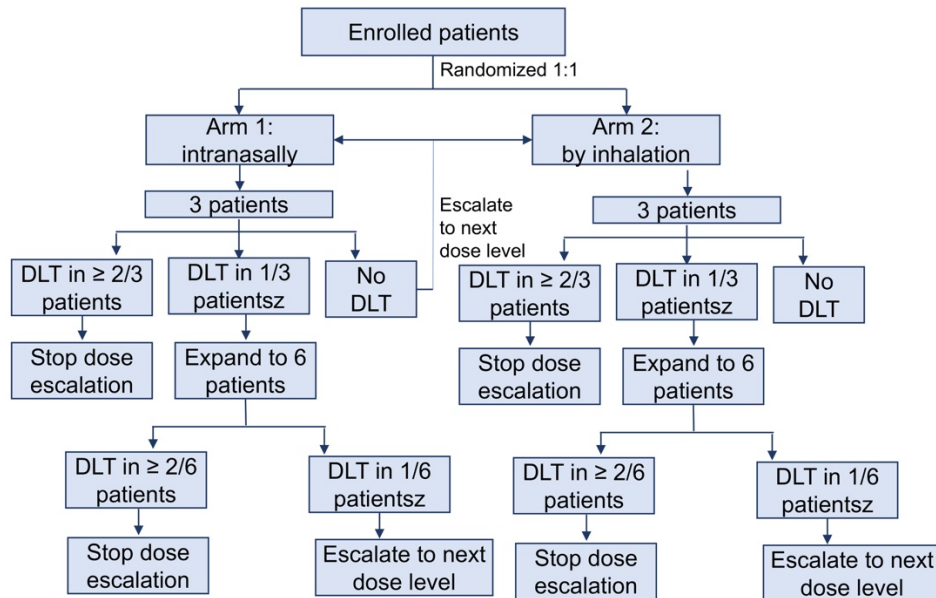 Enrolled patients
Randomized 1:1
Arm 1:
intranasally
Arm 2:
by inhalation
3 patients
3 patients
Escalate
to next
dose level
DLT in ≥ 2/3
patients
DLT in 1/3
patientsz
No
DLT
DLT in ≥ 2/3
patients
DLT in 1/3
patientsz
No
DLT
Stop dose
escalation
Expand to 6
patients
Stop dose
escalation
Expand to 6
patients
DLT in ≥ 2/6
patients
DLT in 1/6
patientsz
DLT in ≥ 2/6
patients
DLT in 1/6
patientsz
Stop dose
escalation
Escalate to next
dose level
Stop dose
escalation
Escalate to next
dose level